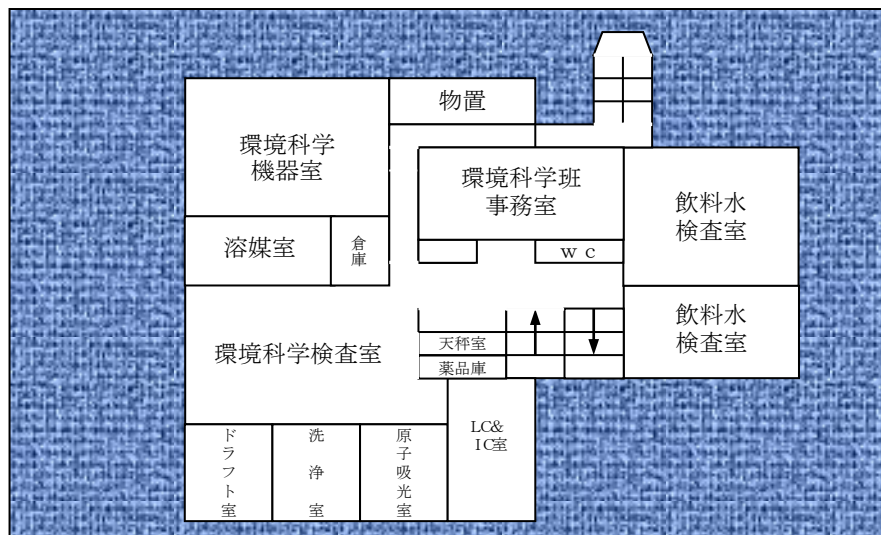 物置
環境科学
機器室
環境科学班
事務室
飲料水
検査室
溶媒室
倉庫
ｗｃ
環境科学検査室
天秤室
薬品庫
飲料水
検査室
ドラフト室
洗浄室
原子吸光室
LC&
IC室